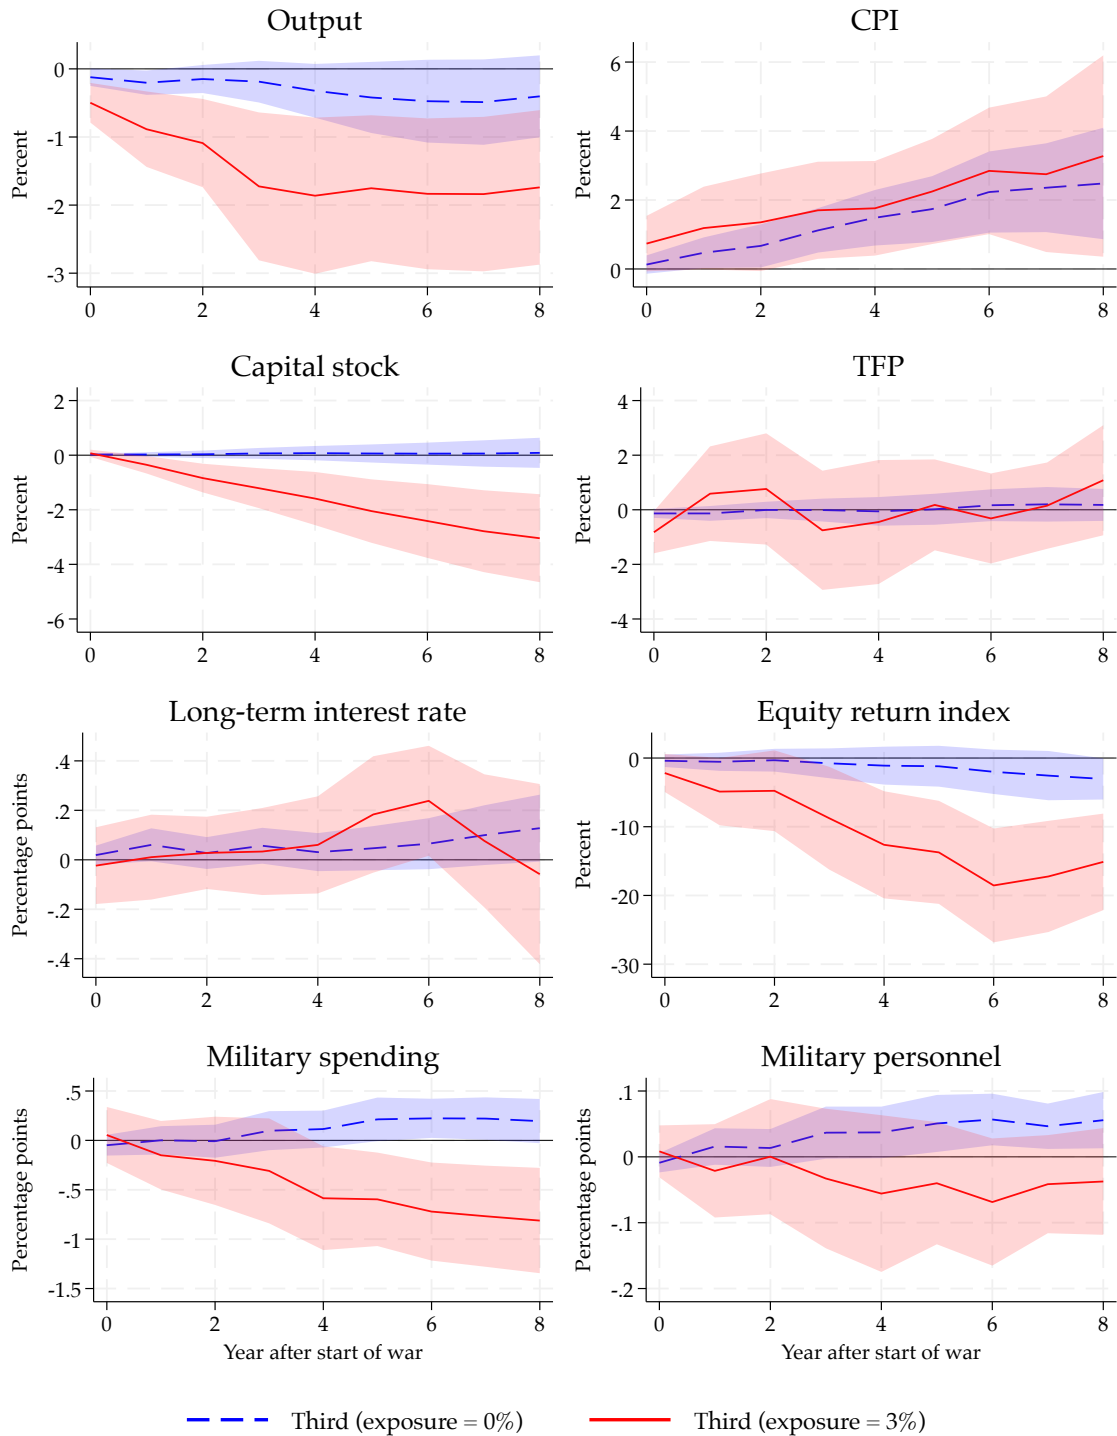 Output
CPI
Percent
0
-1
-2
-3
0 2 4 6 8
Percent
6
4
2
0
0 2 4 6 8
Capital stock
TFP
Percent
2
0
-2
-4
-6
0 2 4 6 8
Percent
4
2
0
-2
-4
0 2 4 6 8
Long-term interest rate
Equity return index
Percentage points
.4
.2
0
-.2
-.4
0 2 4 6 8
Percent
0
-10
-20
-30
0 2 4 6 8
Military spending
Military personnel
Percentage points
.5
0
-.5
-1
-1.5
0 2 4 6 8
Year after start of war
Percentage points
.1
0
-.1
-.2
0 2 4 6 8
Year after start of war
Third (exposure = 0%)
Third (exposure = 3%)